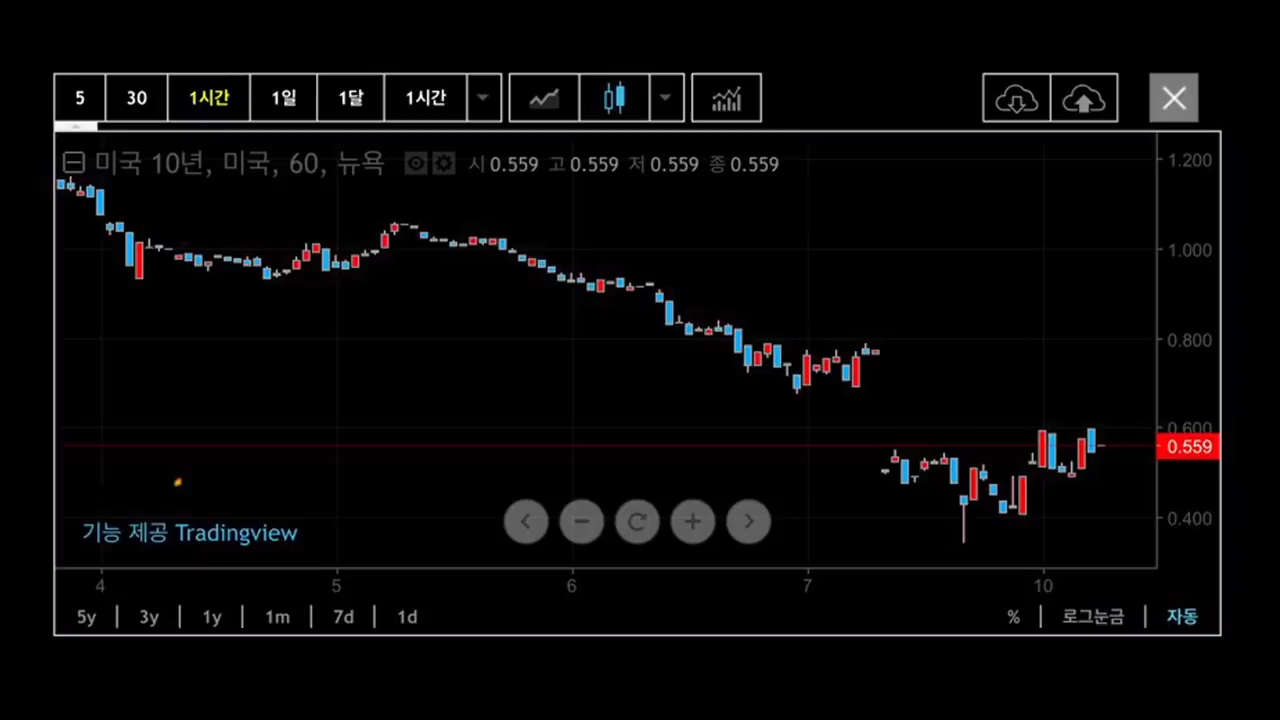 5 30 1시간 1일 1달 1시간
미국 10년, 미국, 60, 뉴욕 시 0.559 고 0.559 저 0.559 종 0.559
1.200
1.000
0.800
0.600
0.559
0.400
기능 제공 Tradingview
4 5 6 7 10
5y 3y 1y 1m 7d 1d % 로그눈금 자동